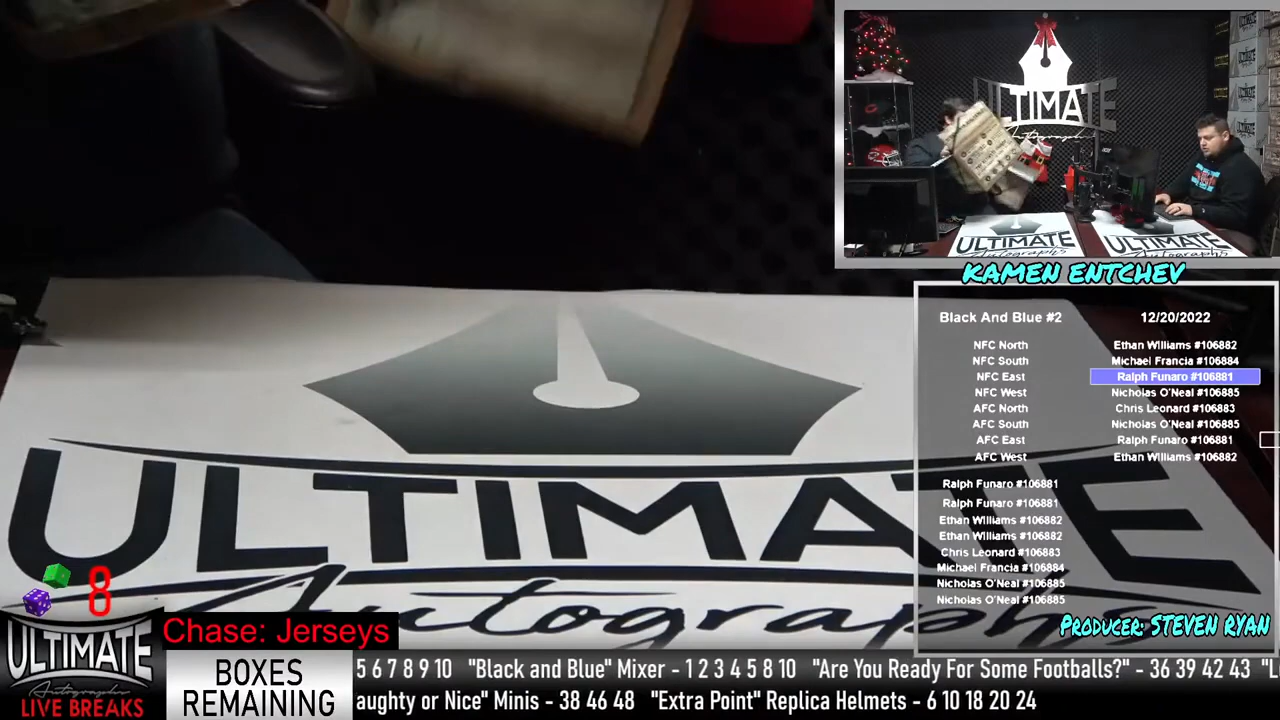 ULTIMATE
Autographs
ULTIMATE
Autographs
ULTIMATE
Autographs
KAMEN ENTCHEV
Black And Blue #2 12/20/2022
NFC North Ethan Williams #106882
NFC South Michael Francia #106884
NFC East Ralph Funaro #106881
NFC West Nicholas O'Neal #106885
AFC North Chris Leonard #106883
AFC South Nicholas O'Neal #106885
AFC East Ralph Funaro #106881
AFC West Ethan Williams #106882
Ralph Funaro #106881
Ralph Funaro #106881
Ethan Williams #106882
Ethan Williams #106882
Chris Leonard #106883
Michael Francia #106884
Nicholas O'Neal #106885
Nicholas O'Neal #106885
Producer: STEVEN RYAN
ULTIMATE
Autographs
8
Chase: Jerseys
ULTIMATE
Autographs
LIVE BREAKS
BOXES
REMAINING
5 6 7 8 9 10 "Black and Blue" Mixer - 1 2 3 4 5 8 10 "Are You Ready For Some Footballs?" - 36 39 42 43 "L
aughty or Nice" Minis - 38 46 48 "Extra Point" Replica Helmets - 6 10 18 20 24